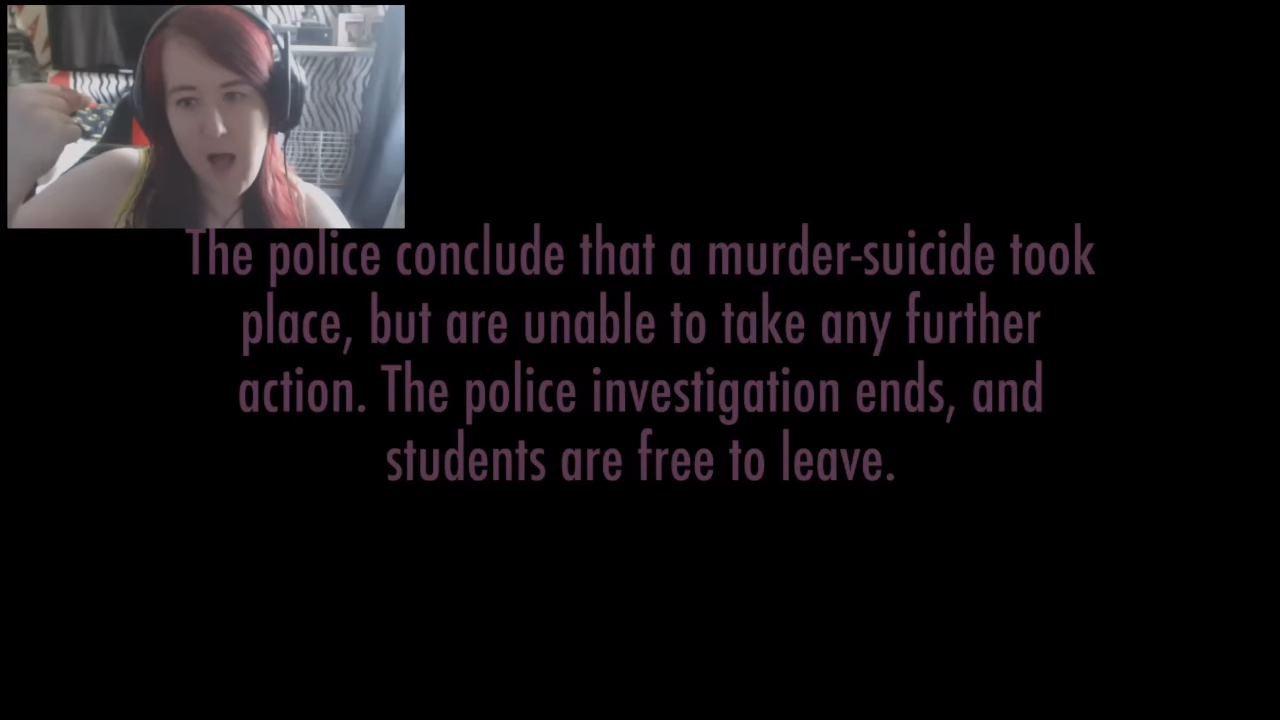 The police conclude that a murder-suicide took
place, but are unable to take any further
action. The police investigation ends, and
students are free to leave.